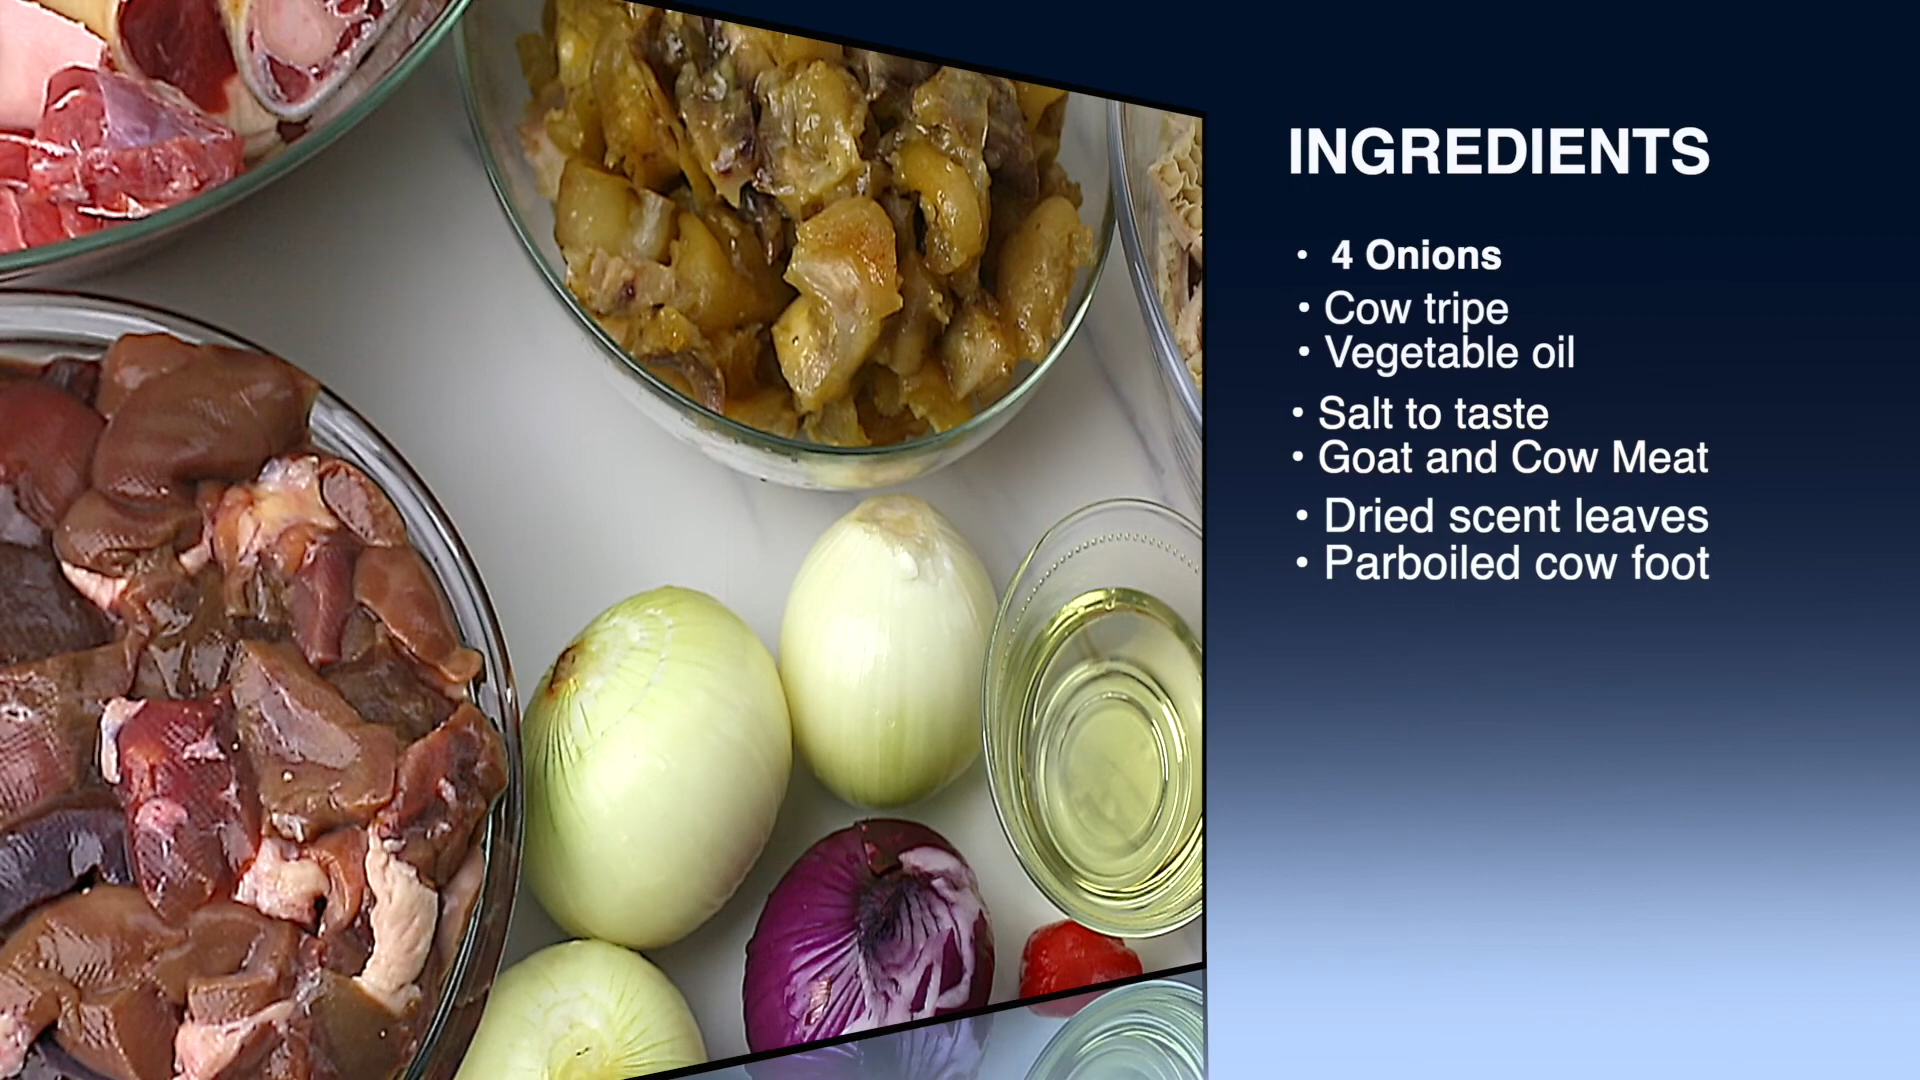 INGREDIENTS
• 4 Onions
• Cow tripe
• Vegetable oil
• Salt to taste
• Goat and Cow Meat
• Dried scent leaves
• Parboiled cow foot